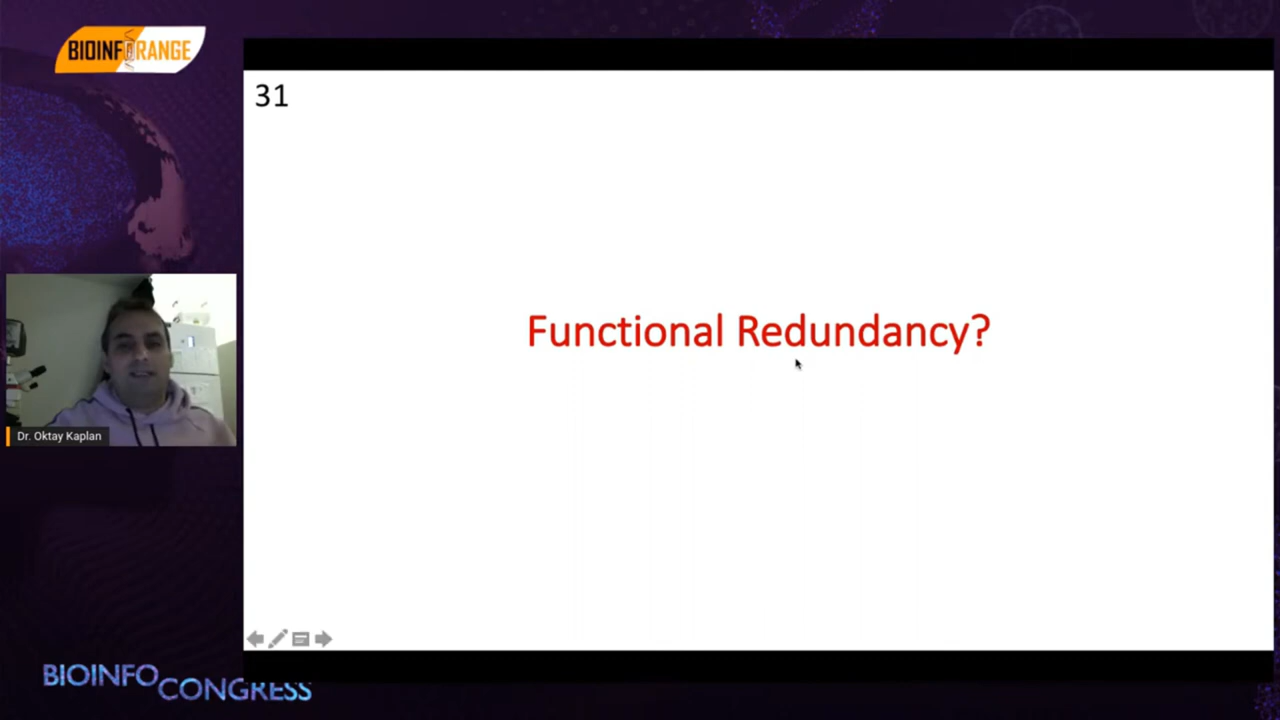 BIOINFORANGE
31
Functional Redundancy?
Dr. Oktay Kaplan
BIOINFO
CONGRESS